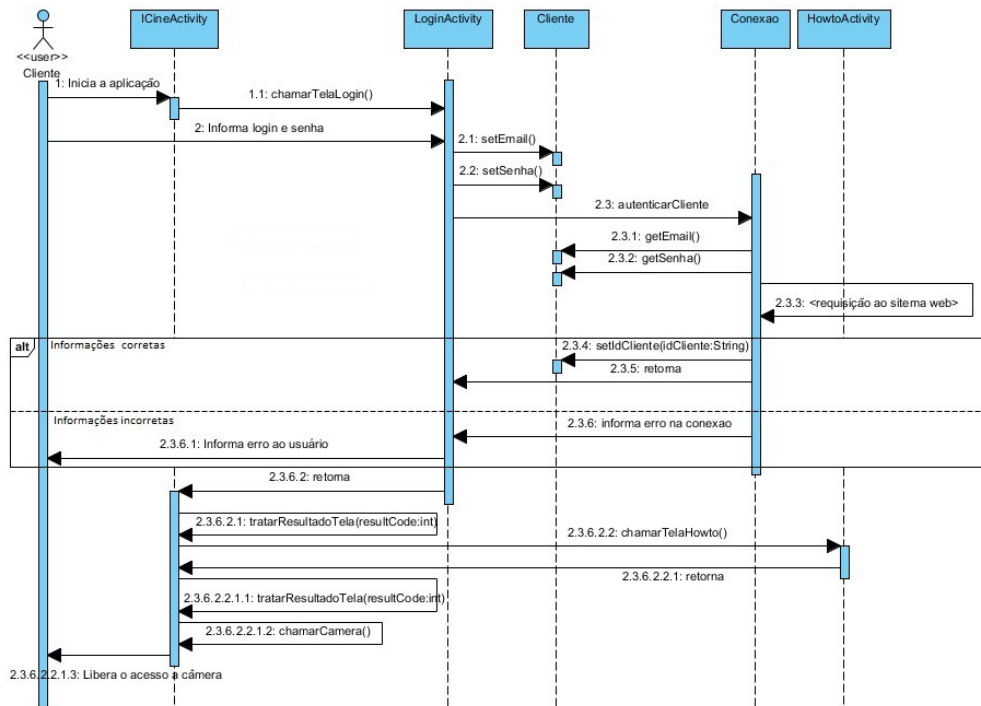 ICineActivity
LoginActivity
Cliente
Conexao
HowtoActivity
<<user>>
Cliente
1: Inicia a aplicação
1.1: chamarTelaLogin()
2: Informa login e senha
2.1: setEmail()
2.2: setSenha()
2.3: autenticarCliente
2.3.1: getEmail()
2.3.2: getSenha()
2.3.3: <requisição ao sitema web>
alt
Informações corretas
2.3.4: setIdCliente(idCliente:String)
2.3.5: retorna
Informações incorretas
2.3.6: informa erro na conexao
2.3.6.1: Informa erro ao usuário
2.3.6.2: retorna
2.3.6.2.1: tratarResultadoTela(resultCode:int)
2.3.6.2.2: chamarTelaHowto()
2.3.6.2.2.1: retorna
2.3.6.2.2.1.1: tratarResultadoTela(resultCode:int)
2.3.6.2.2.1.2: chamarCamera()
2.3.6.2.2.1.3: Libera o acesso a câmera